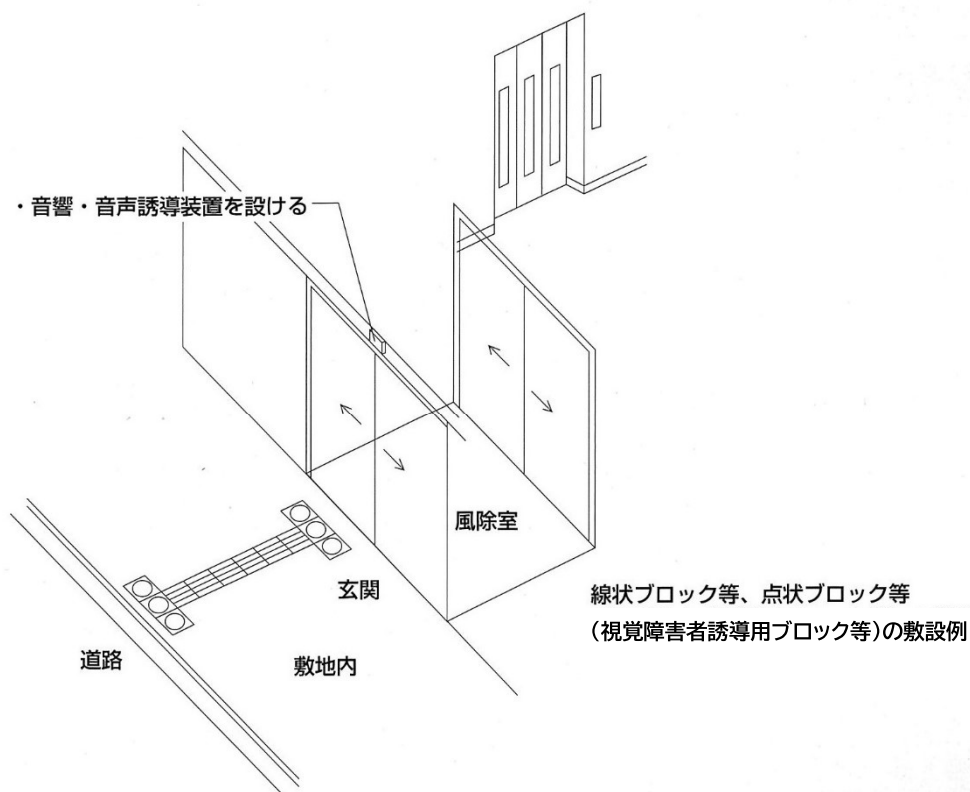 ・音響・音声誘導装置を設ける
風除室
玄関
線状ブロック等、点状ブロック等
（視覚障害者誘導用ブロック等）の敷設例
道路
敷地内